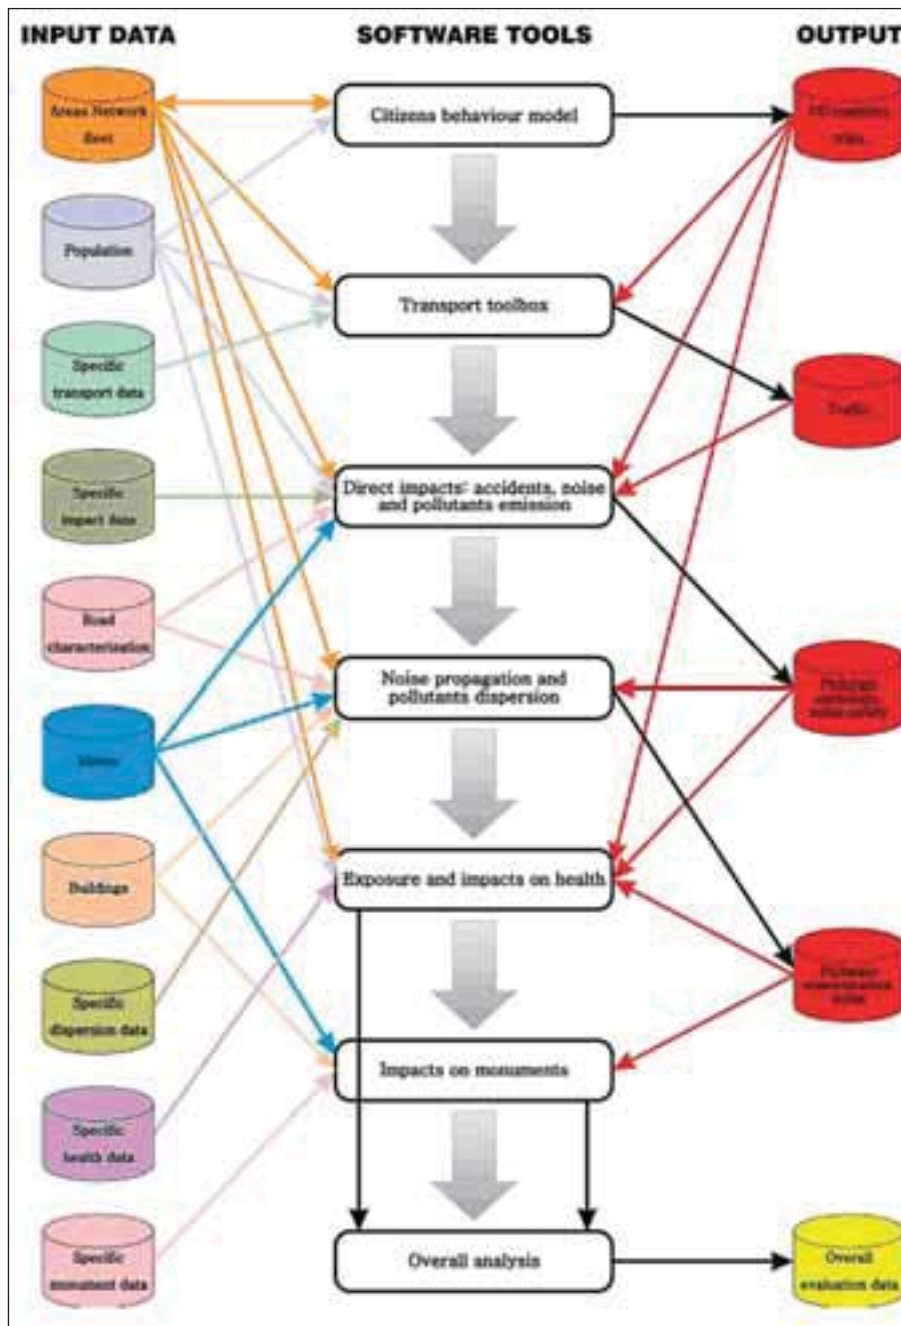 INPUT DATA
SOFTWARE TOOLS
OUTPUT
Areas Network
fleet
Citizens behaviour model
trips
Population
Transport toolbox
Specific
transport data
Traffic
Specific
impact data
Direct impacts: accidents, noise
and pollutants emission
Road
characterization
Noise propagation and
pollutants dispersion
Meteo
Buildings
Exposure and impacts on health
Specific
dispersion data
Impacts on monuments
Specific
health data
Specific
monument data
Overall analysis
Overall
evaluation data